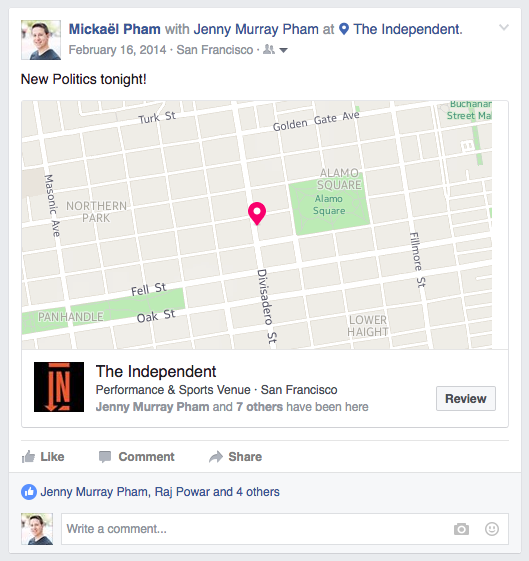 Mickaël Pham with Jenny Murray Pham at The Independent.
February 16, 2014 · San Francisco ·
New Politics tonight!
Turk St
Golden Gate Ave
Buchanan
Street Mal
Masonic Ave
NORTHERN
PARK
ALAMO
SQUARE
Alamo
Square
Fillmore St
Divisadero St
Fell St
PANHANDLE
Oak St
LOWER
HAIGHT
IN
The Independent
Performance & Sports Venue · San Francisco
Jenny Murray Pham and 7 others have been here
Review
Like Comment Share
Jenny Murray Pham, Raj Powar and 4 others
Write a comment...